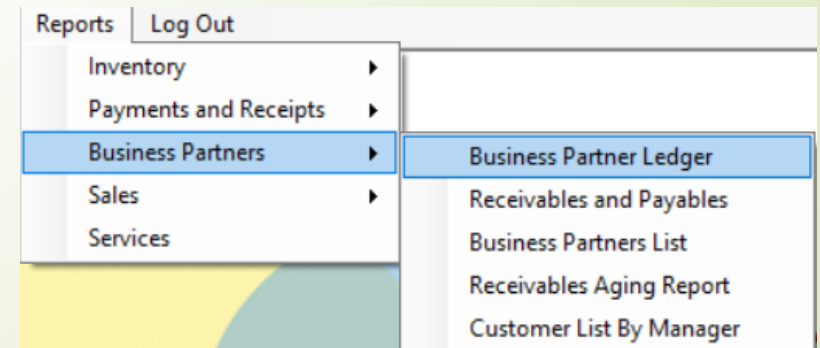 Reports Log Out
Inventory
Payments and Receipts
Business Partners
Sales
Services
Business Partner Ledger
Receivables and Payables
Business Partners List
Receivables Aging Report
Customer List By Manager